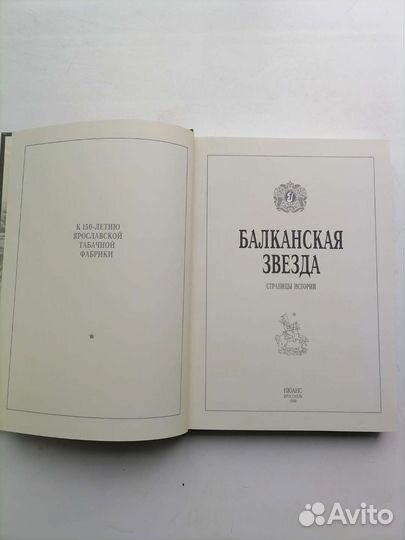 К 150-ЛЕТИЮ
ЯРОСЛАВСКОЙ
ТАБАЧНОЙ
ФАБРИКИ
БАЛКАНСКАЯ
ЗВЕЗДА
СТРАНИЦЫ ИСТОРИИ
НЮАНС
ЯРОСЛАВЛЬ
Avito